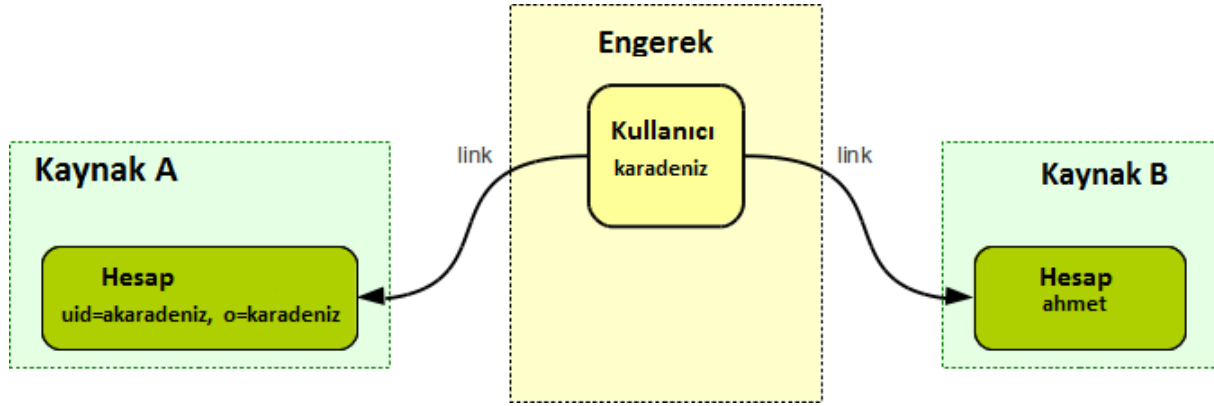 Engerek
Kullanıcı
karadeniz
link
link
Kaynak A
Hesap
uid=akaradeniz, o=karadeniz
Kaynak B
Hesap
ahmet